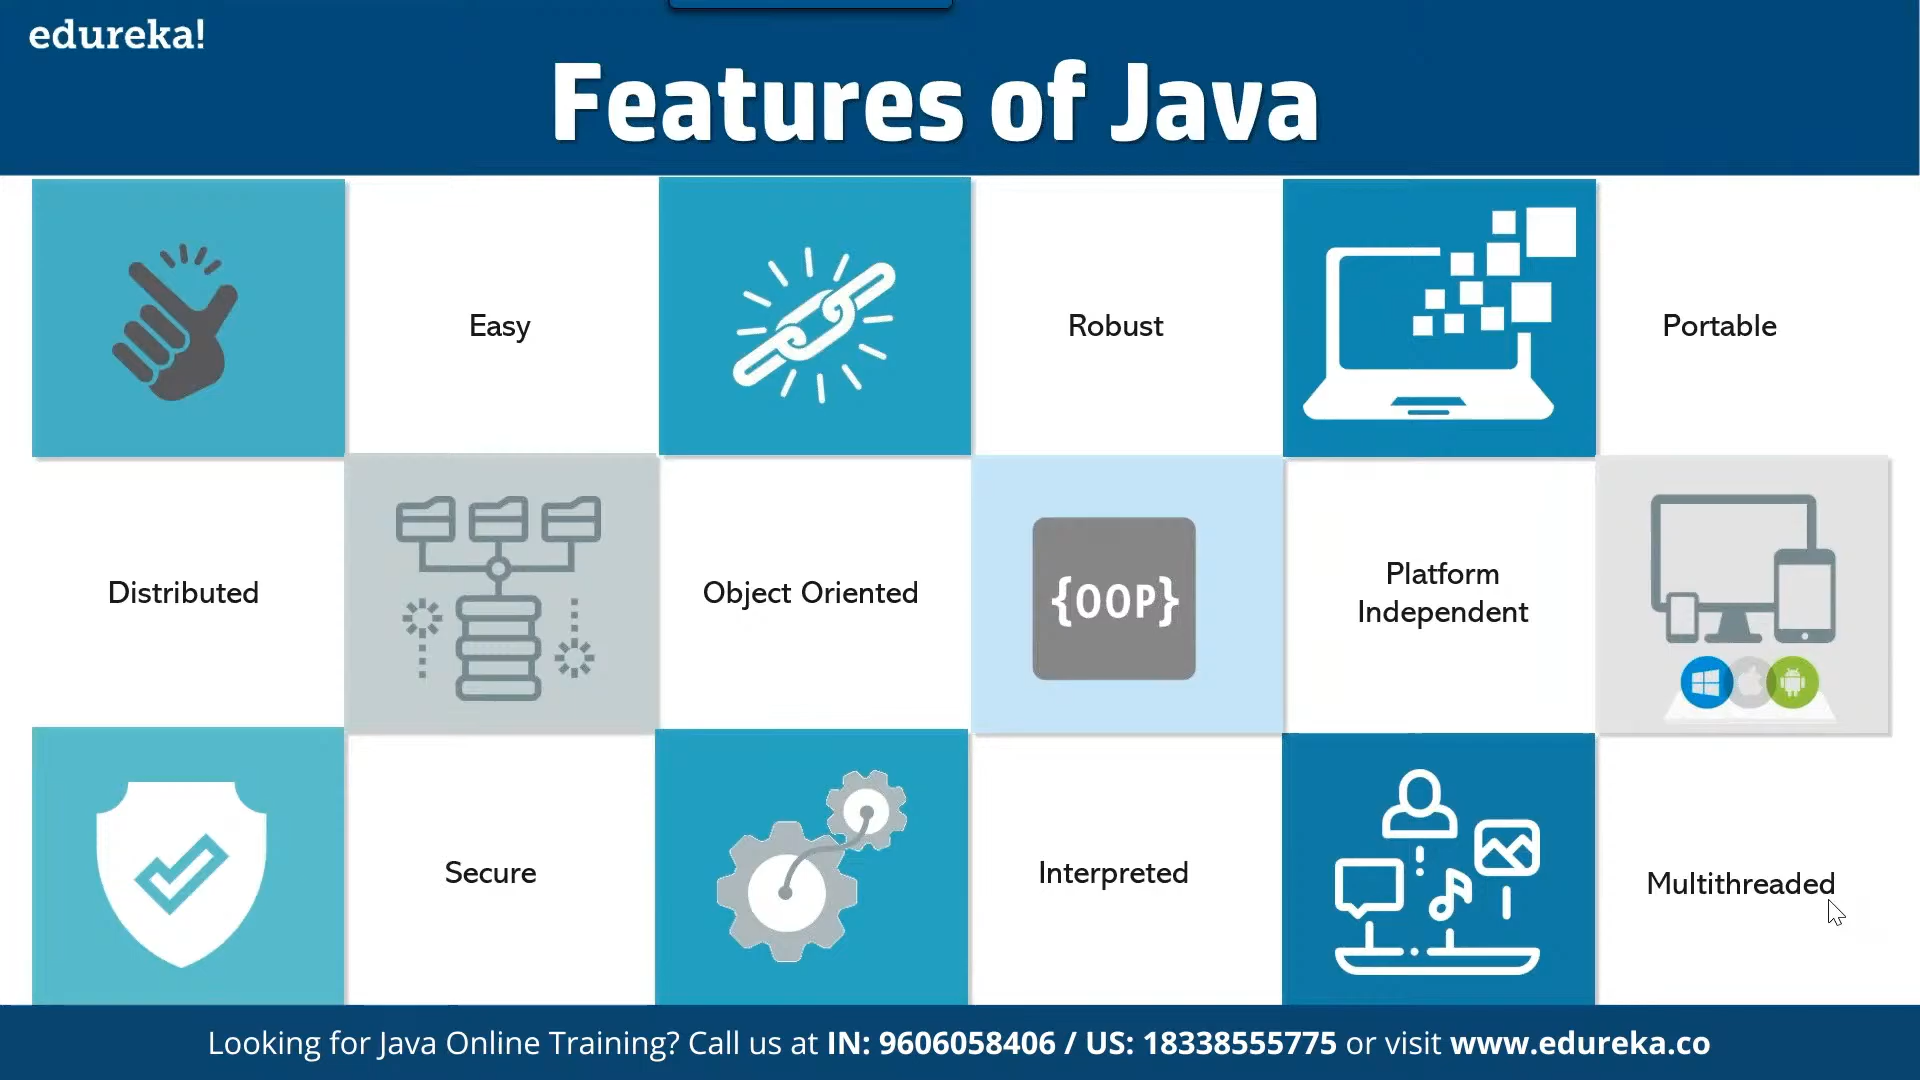 edureka!
Features of Java
Easy
Robust
Portable
Distributed
Object Oriented
{OOP}
Platform
Independent
Secure
Interpreted
Multithreaded
Looking for Java Online Training? Call us at IN: 9606058406 / US: 18338555775 or visit www.edureka.co